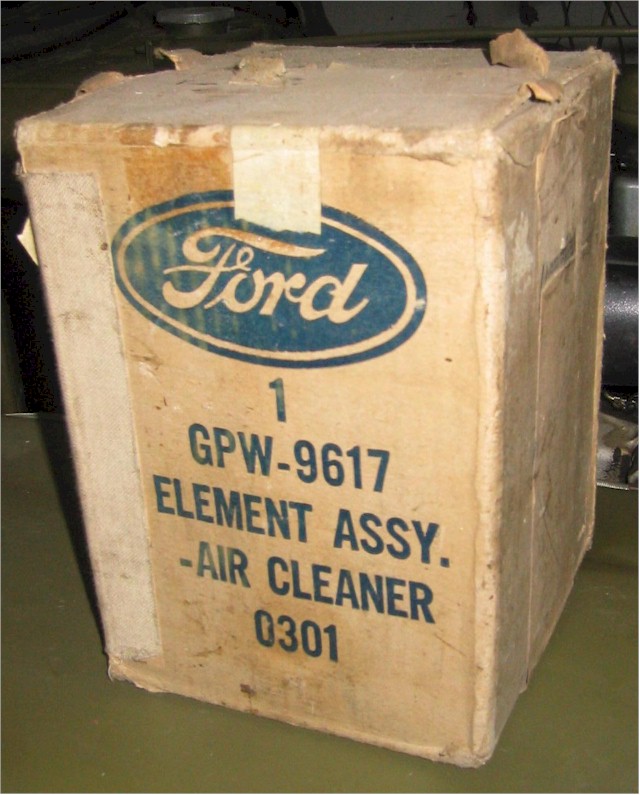 Ford
1
GPW-9617
ELEMENT ASSY.
-AIR CLEANER
0301